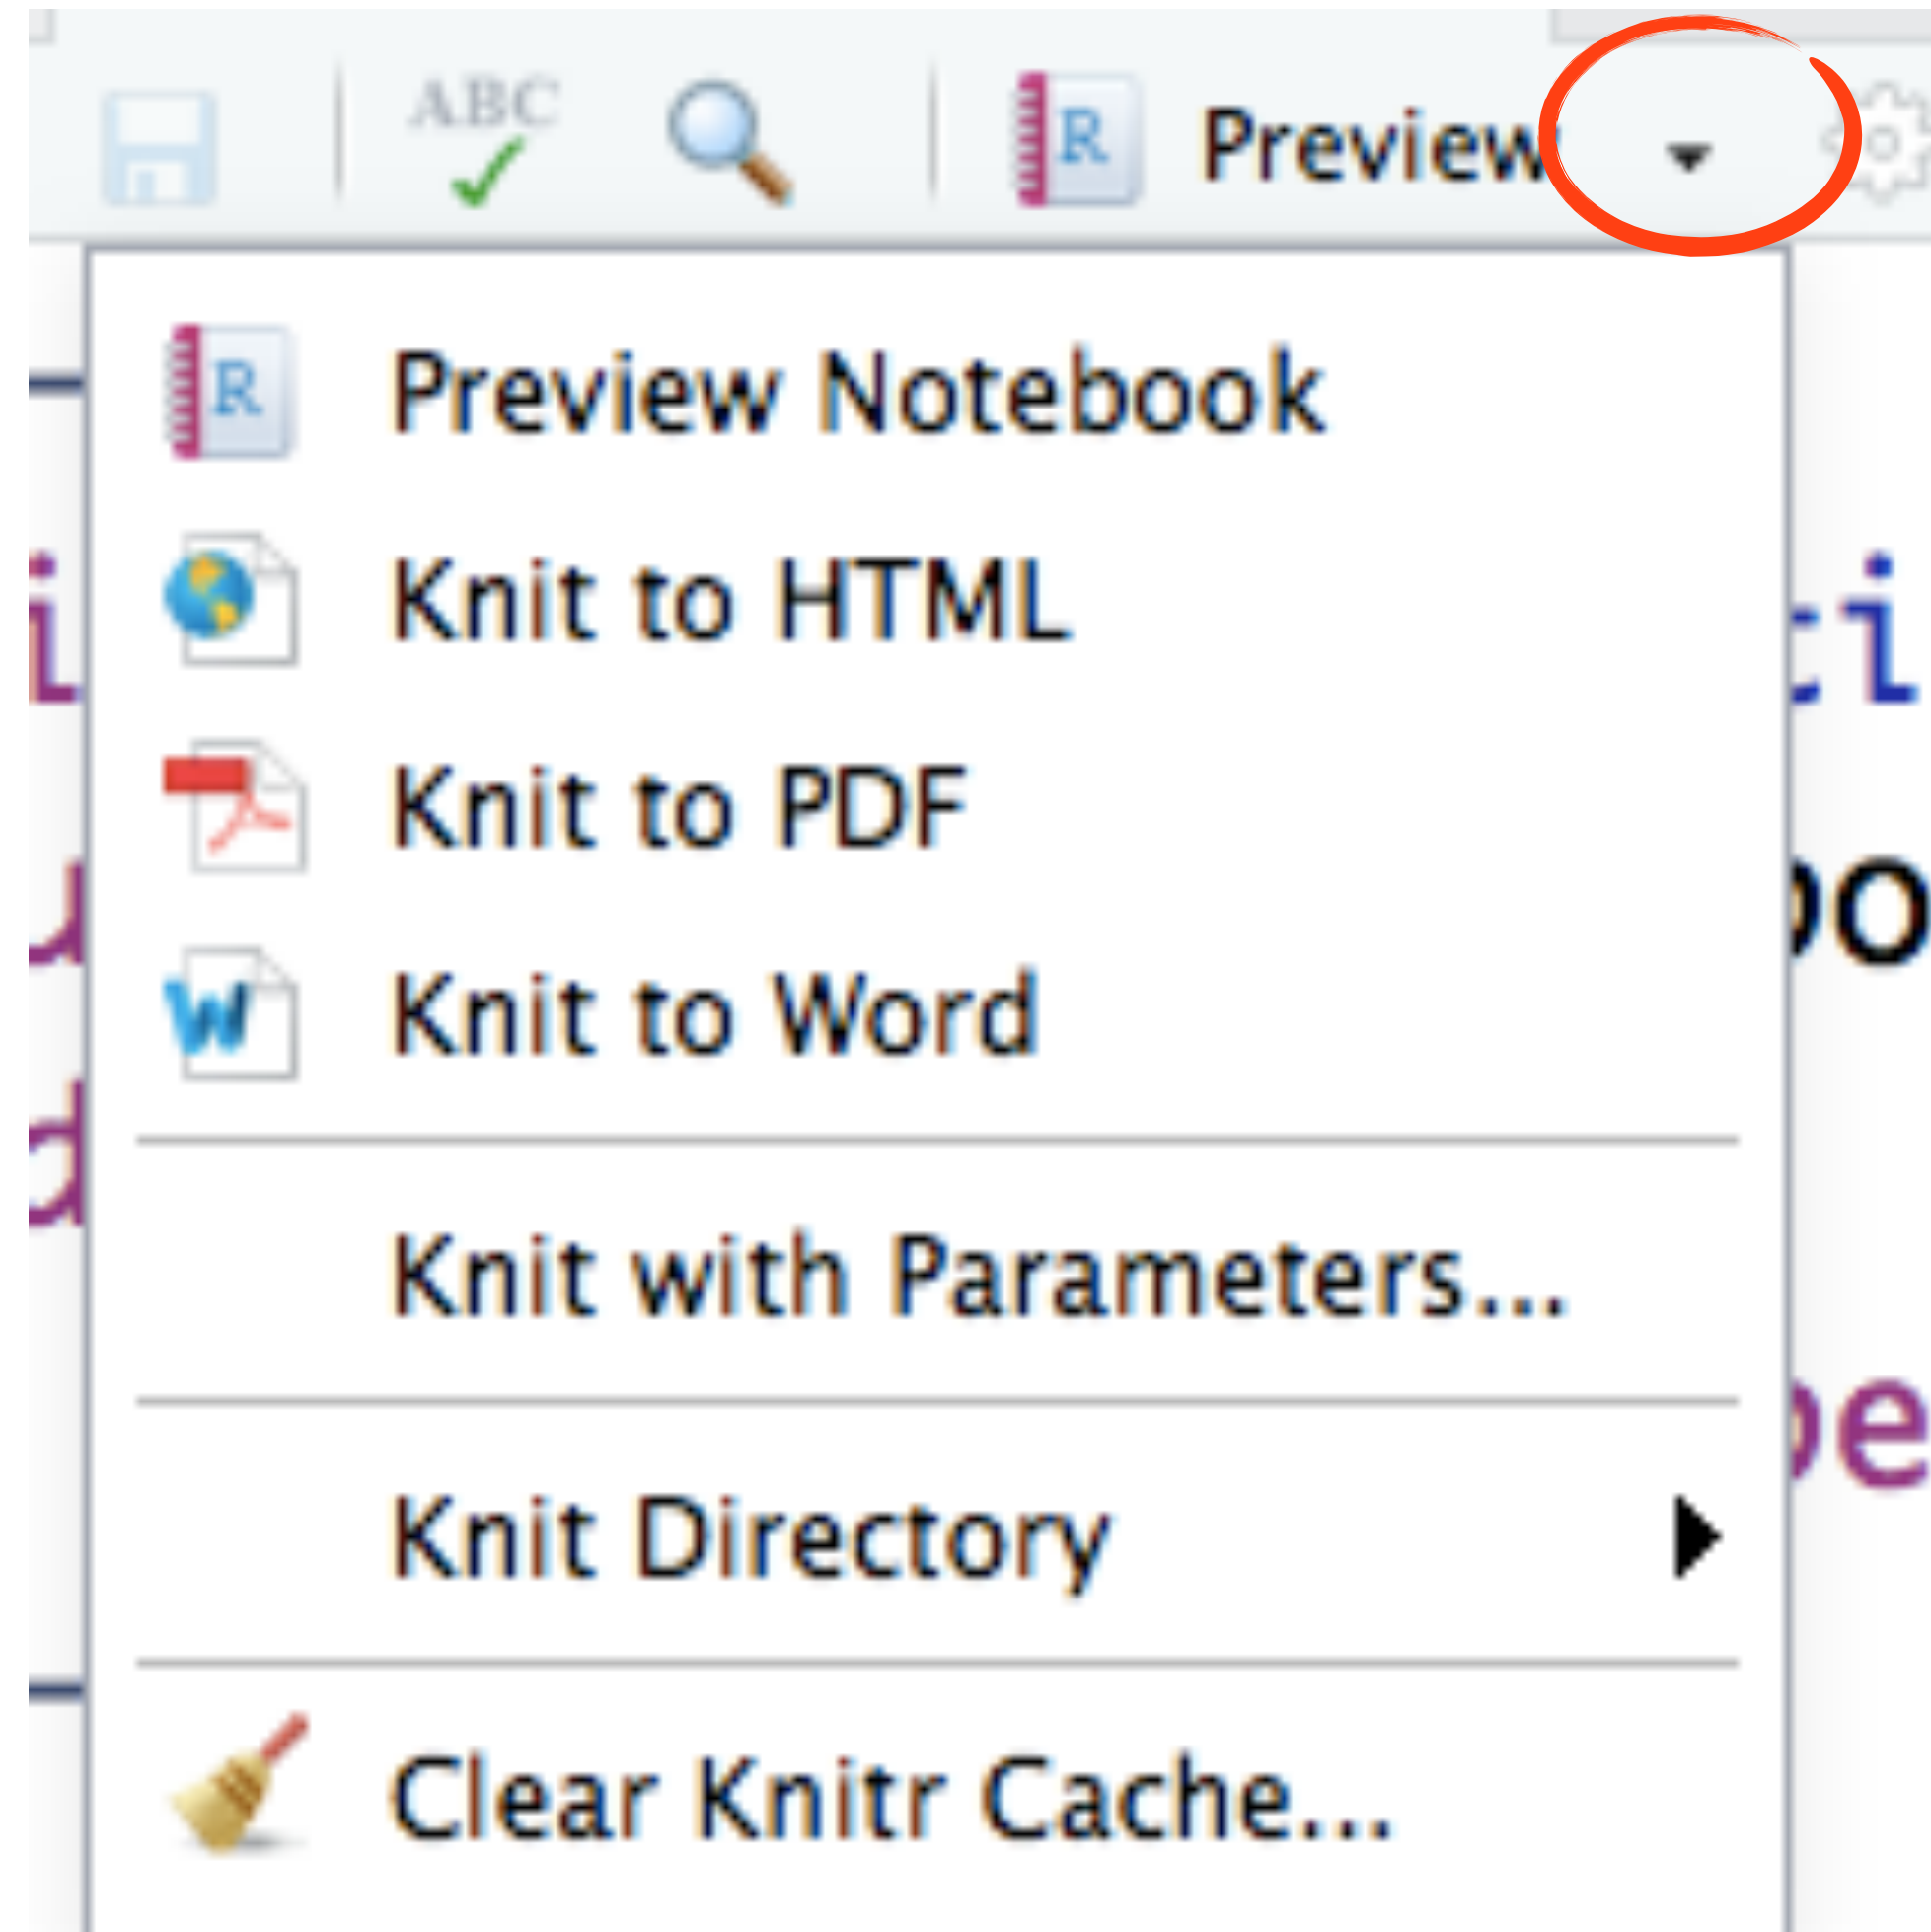 ABC
R Preview
R Preview Notebook
Knit to HTML
Knit to PDF
W Knit to Word
Knit with Parameters...
Knit Directory
Clear Knitr Cache...